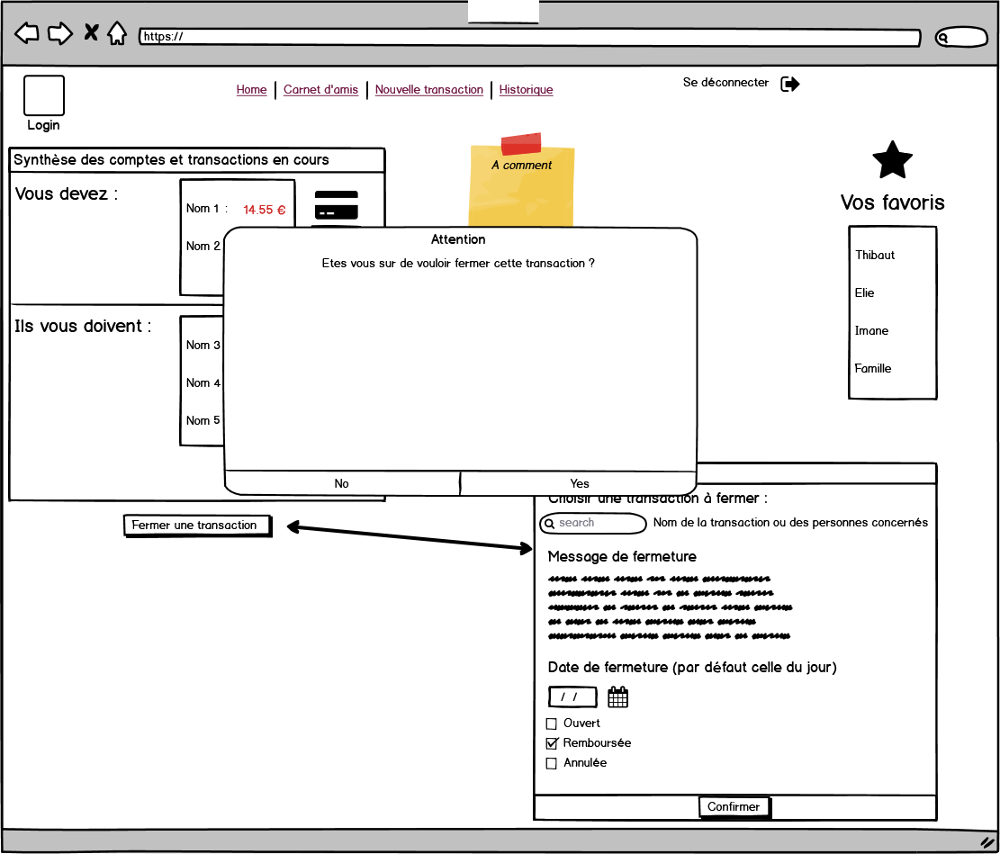 https://
Home
Carnet d'amis
Nouvelle transaction
Historique
Se déconnecter
Login
Synthèse des comptes et transactions en cours
Vous devez :
Nom 1 : 14.55 €
Nom 2
Ils vous doivent :
Nom 3
Nom 4
Nom 5
A comment
Attention
Etes vous sur de vouloir fermer cette transaction ?
No
Yes
Vos favoris
Thibaut
Elie
Imane
Famille
Fermer une transaction
Choisir une transaction à fermer :
search
Nom de la transaction ou des personnes concernés
Message de fermeture
Date de fermeture (par défaut celle du jour)
/ /
Ouvert
Remboursée
Annulée
Confirmer